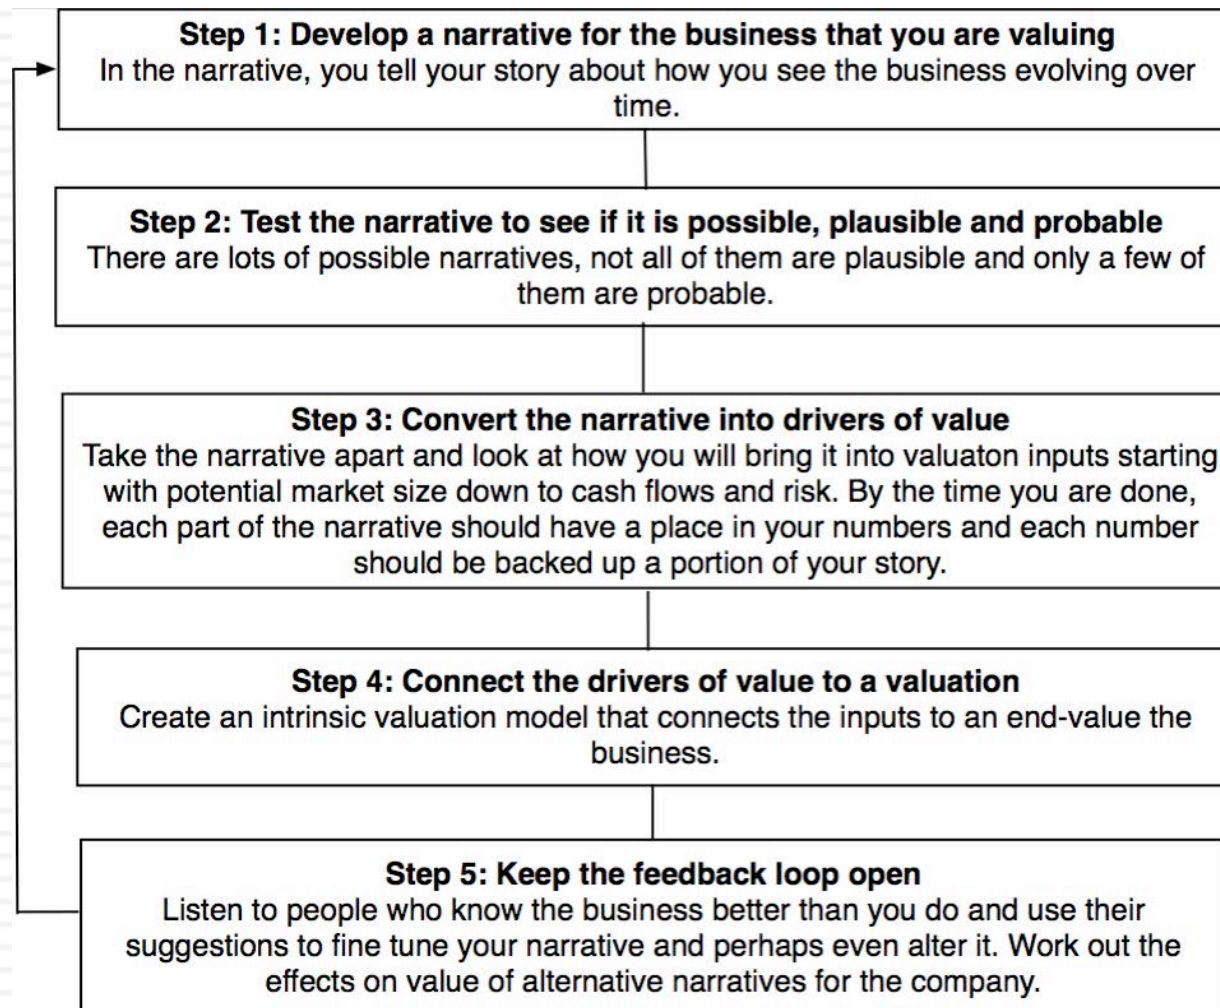 Step 1: Develop a narrative for the business that you are valuing
In the narrative, you tell your story about how you see the business evolving over
time.
Step 2: Test the narrative to see if it is possible, plausible and probable
There are lots of possible narratives, not all of them are plausible and only a few of
them are probable.
Step 3: Convert the narrative into drivers of value
Take the narrative apart and look at how you will bring it into valuaton inputs starting
with potential market size down to cash flows and risk. By the time you are done,
each part of the narrative should have a place in your numbers and each number
should be backed up a portion of your story.
Step 4: Connect the drivers of value to a valuation
Create an intrinsic valuation model that connects the inputs to an end-value the
business.
Step 5: Keep the feedback loop open
Listen to people who know the business better than you do and use their
suggestions to fine tune your narrative and perhaps even alter it. Work out the
effects on value of alternative narratives for the company.